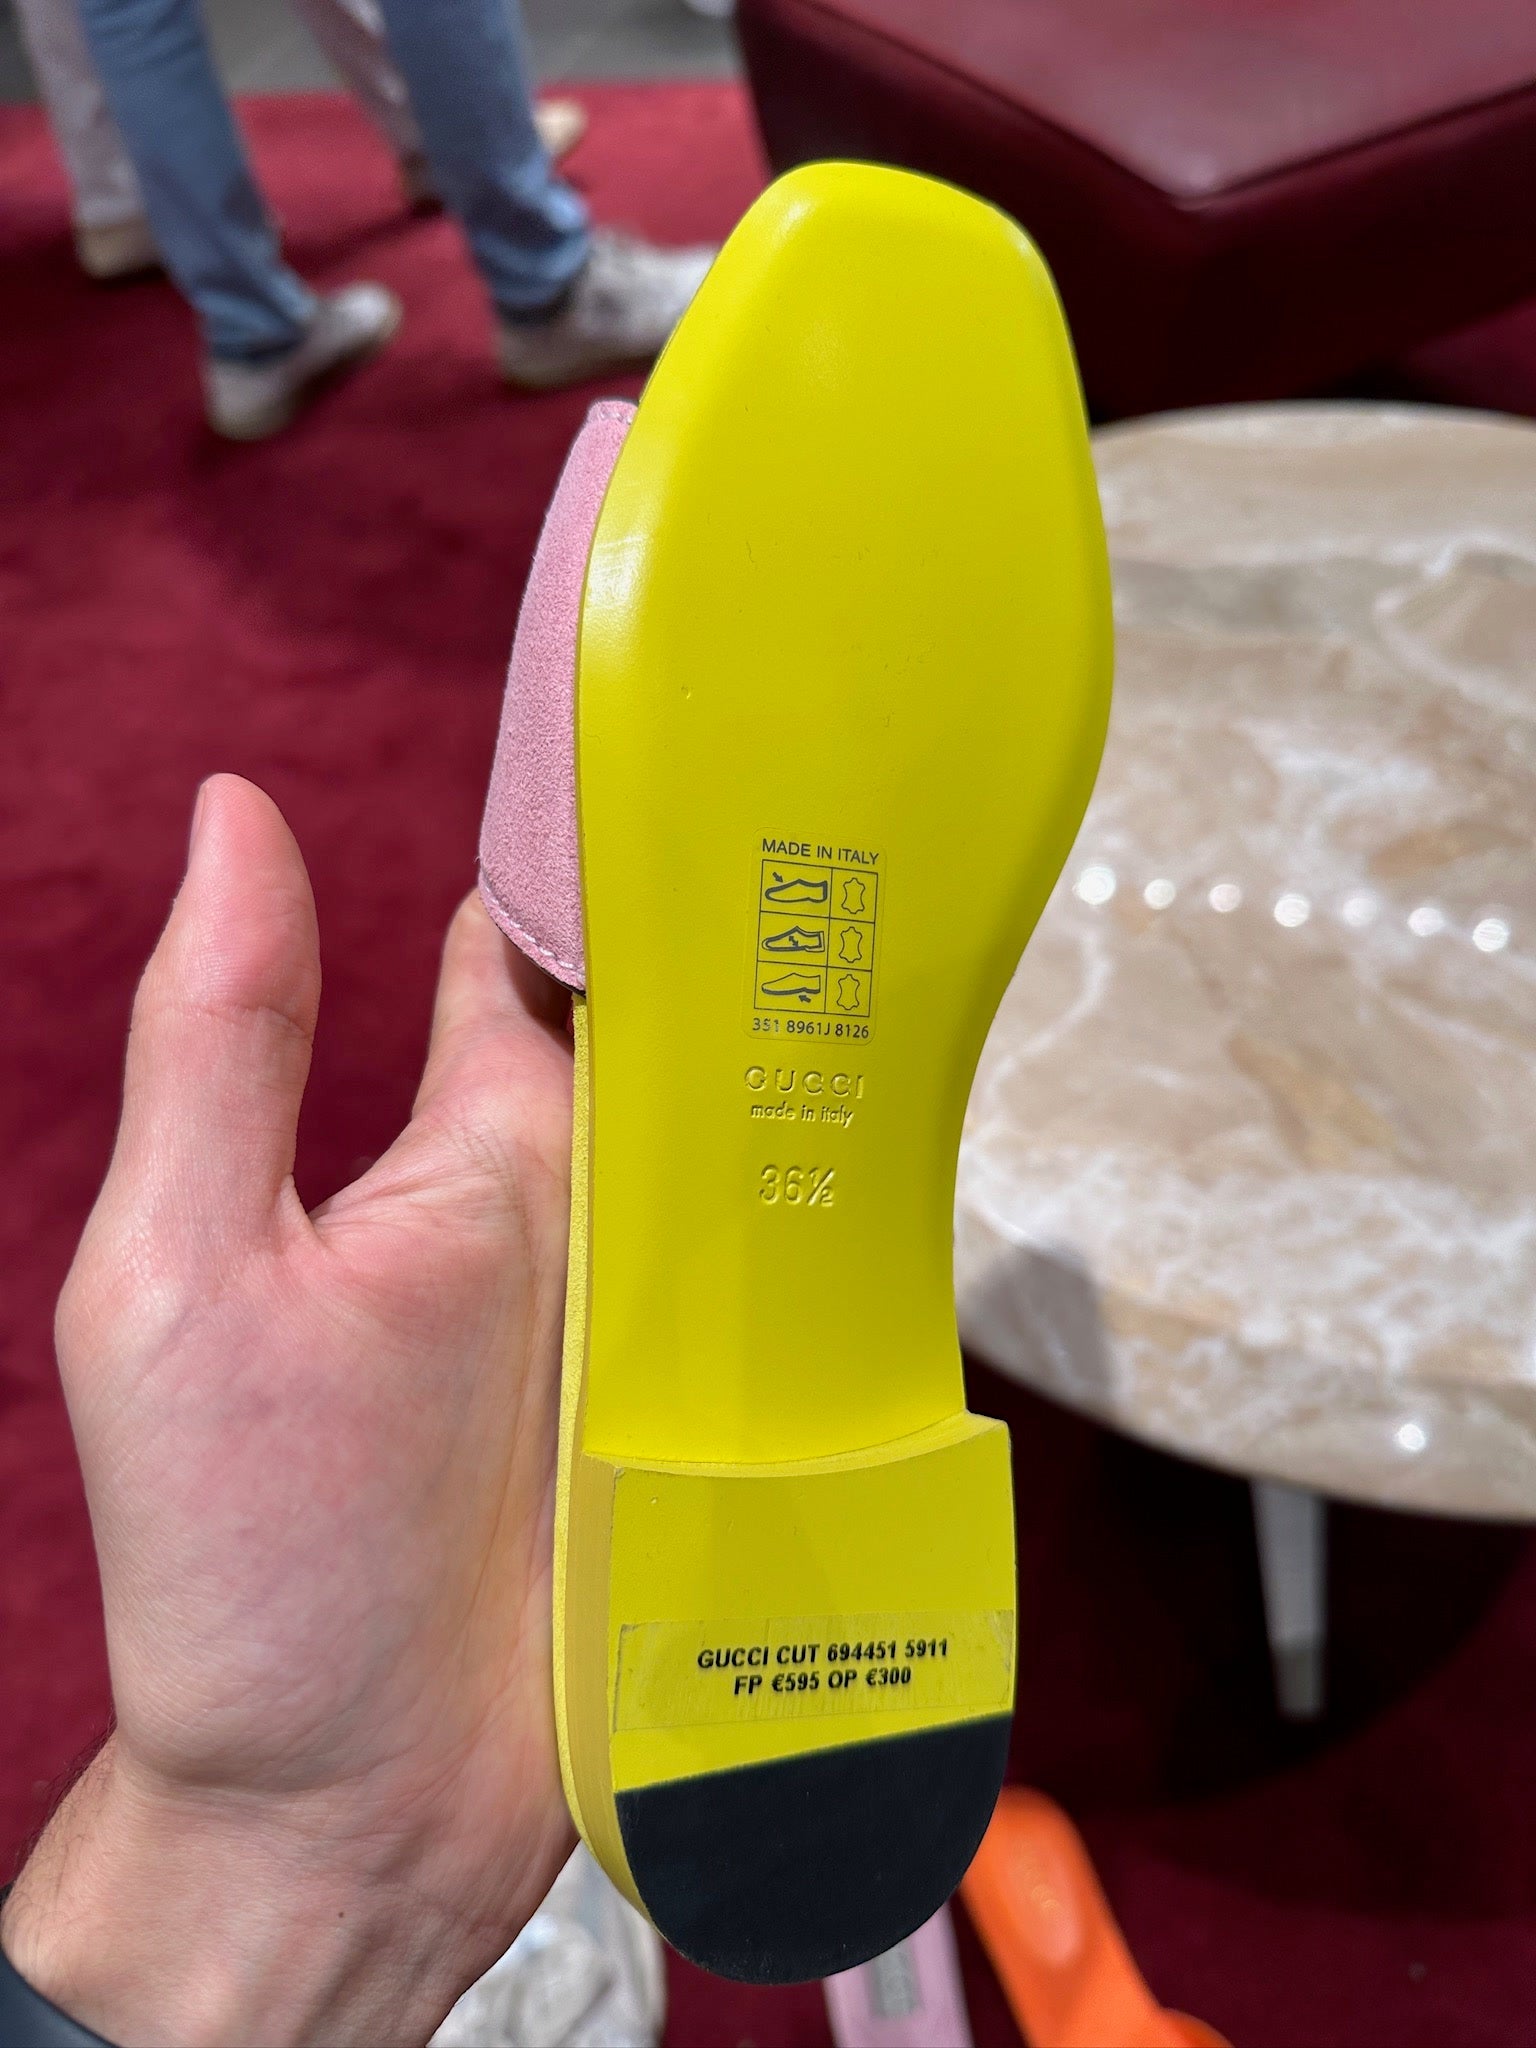 MADE IN ITALY
351 8961J 8126
GUCCI
made in italy
36½
GUCCI CUT 694451 5911
FP €595 OP €300